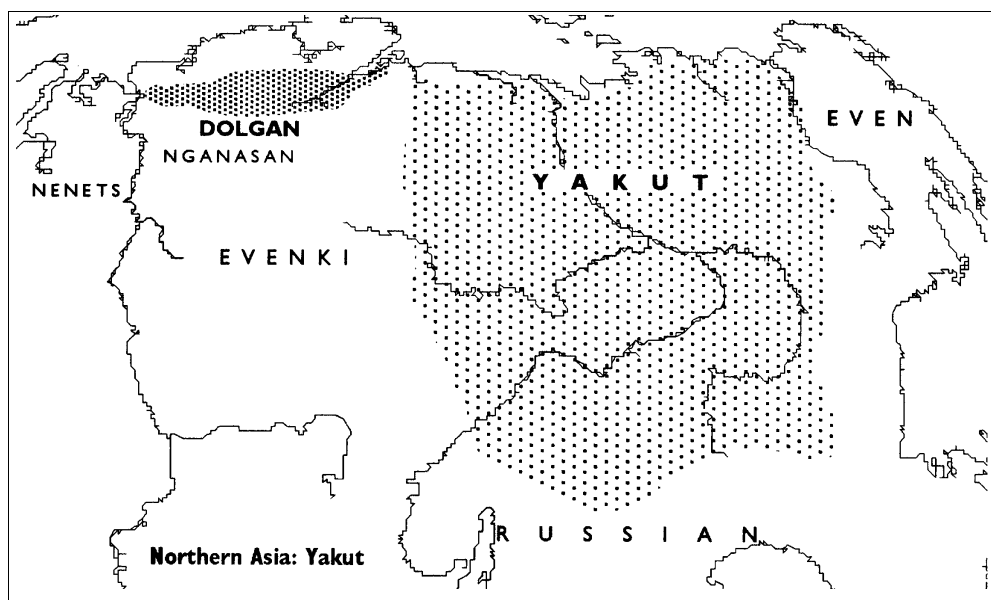 EVEN
DOLGAN
NGANASAN
NENETS
YAKUT
EVENKI
RUSSIAN
Northern Asia: Yakut